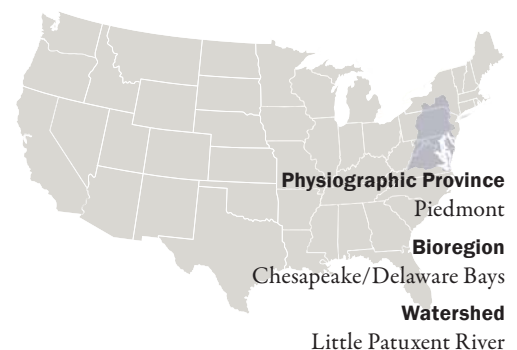 Physiographic Province
Piedmont
Bioregion
Chesapeake/Delaware Bays
Watershed
Little Patuxent River